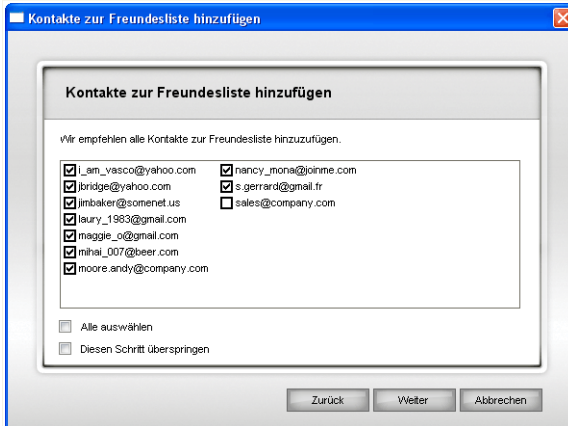 Kontakte zur Freundesliste hinzufügen
Kontakte zur Freundesliste hinzufügen
Wir empfehlen alle Kontakte zur Freundesliste hinzuzufügen.
i_am_vasco@yahoo.com
jbridge@yahoo.com
jimbaker@somenet.us
laury_1983@gmail.com
maggie_o@gmail.com
mihai_007@beer.com
moore.andy@company.com
nancy_mona@joinme.com
s.gerrard@gmail.fr
sales@company.com
Alle auswählen
Diesen Schritt überspringen
Zurück
Weiter
Abbrechen